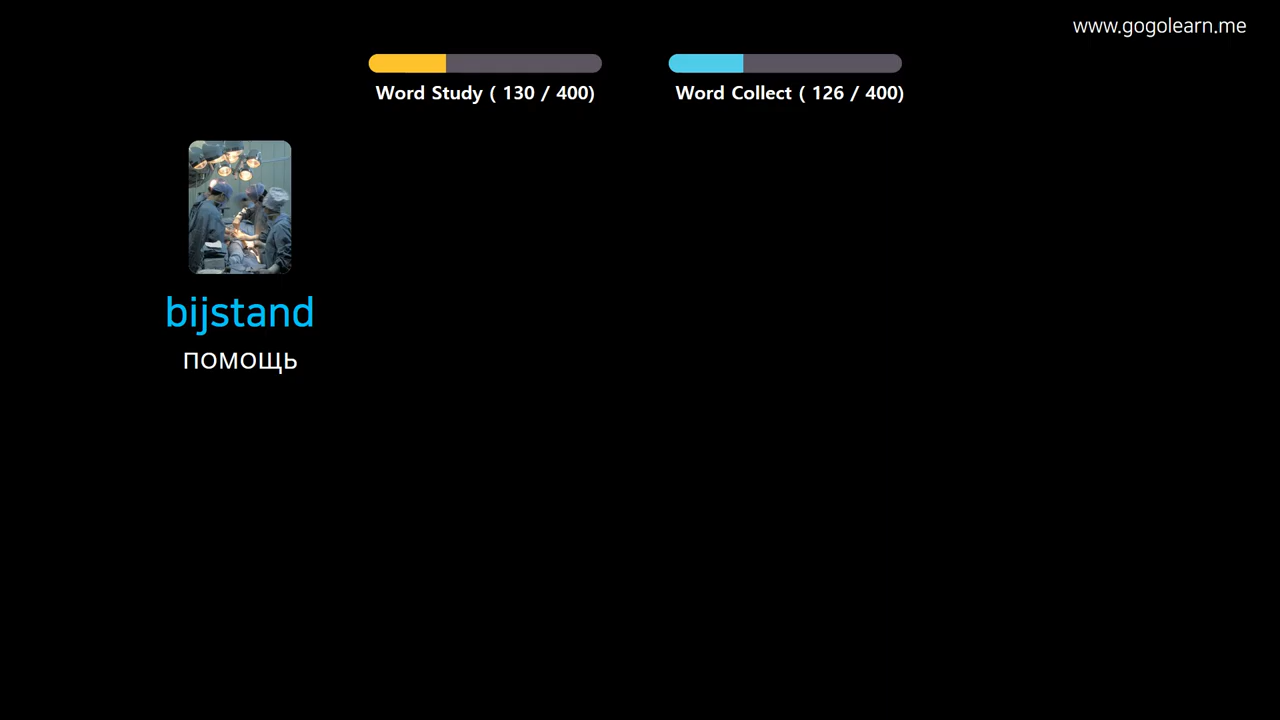 www.gogolearn.me
Word Study ( 130 / 400)
Word Collect ( 126 / 400)
bijstand
помощь